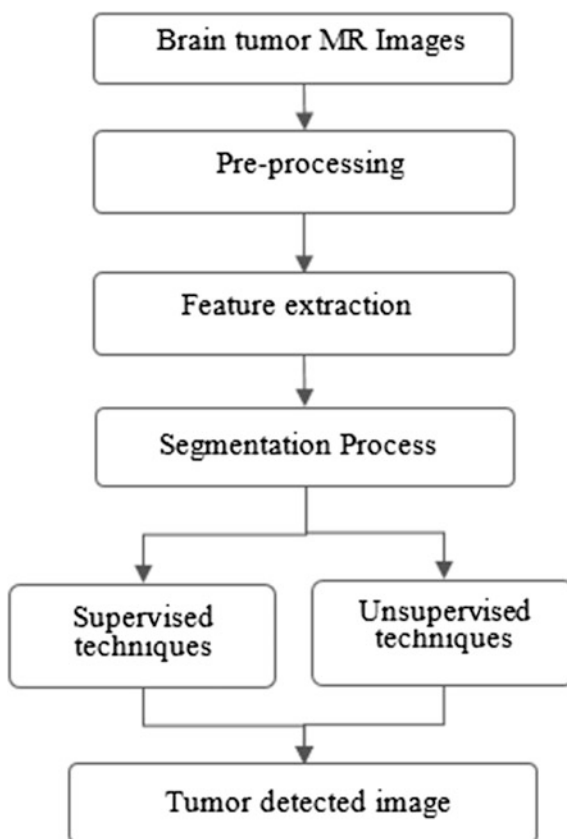 Brain tumor MR Images
Pre-processing
Feature extraction
Segmentation Process
Supervised
techniques
Unsupervised
techniques
Tumor detected image